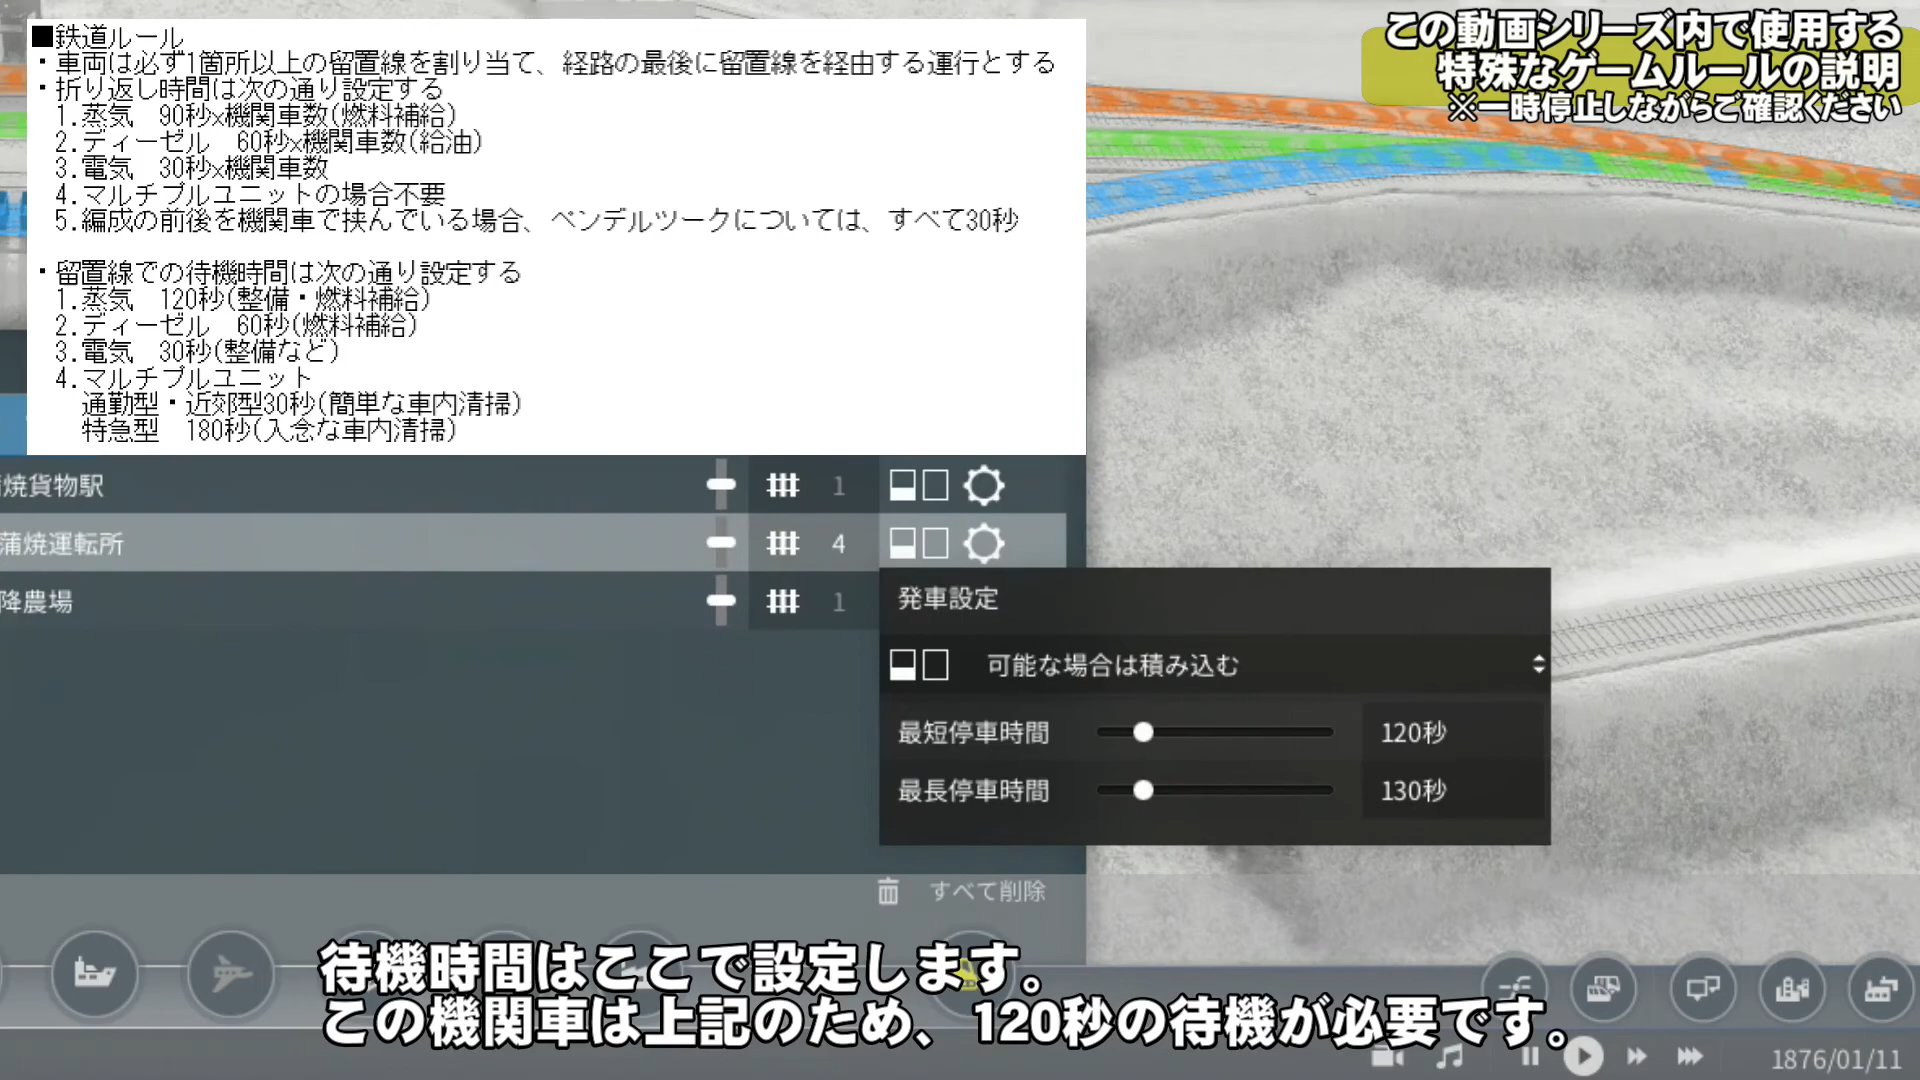 ■鉄道ルール
・車両は必ず1箇所以上の留置線を割り当て、経路の最後に留置線を経由する運行とする
・折り返し時間は次の通り設定する
1.蒸気　90秒x機関車数(燃料補給)
2.ディーゼル　60秒x機関車数(給油)
3.電気　30秒x機関車数
4.マルチプルユニットの場合不要
5.編成の前後を機関車で挟んでいる場合、ペンデルツークについては、すべて30秒
・留置線での待機時間は次の通り設定する
1.蒸気　120秒(整備・燃料補給)
2.ディーゼル　60秒(燃料補給)
3.電気　30秒(整備など)
4.マルチプルユニット
通勤型・近郊型30秒(簡単な車内清掃)
特急型　180秒(入念な車内清掃)
この動画シリーズ内で使用する
特殊なゲームルールの説明
※一時停止しながらご確認ください
焼貨物駅 1
蒲焼運転所 4
降農場 1
発車設定
可能な場合は積み込む
最短停車時間 120秒
最長停車時間 130秒
すべて削除
待機時間はここで設定します。
この機関車は上記のため、120秒の待機が必要です。
1876/01/11